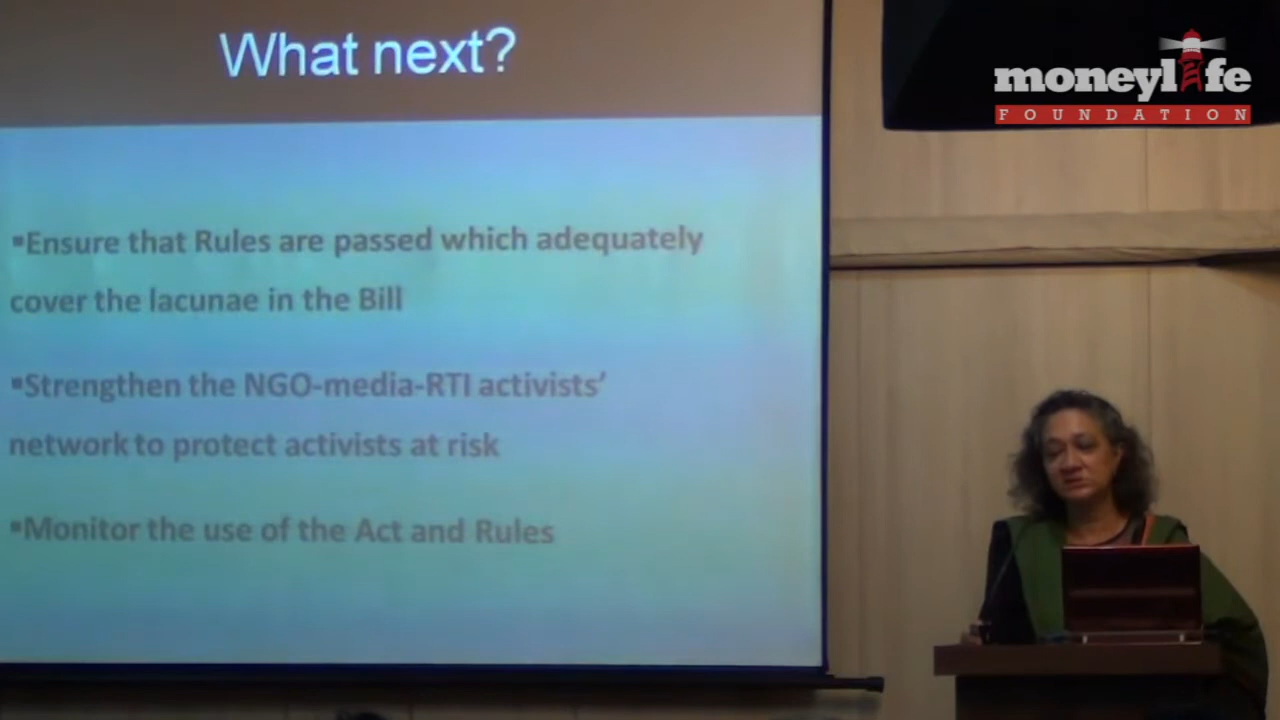 What next?
▪Ensure that Rules are passed which adequately
cover the lacunae in the Bill
▪Strengthen the NGO-media-RTI activists’
network to protect activists at risk
▪Monitor the use of the Act and Rules
moneylife
FOUNDATION